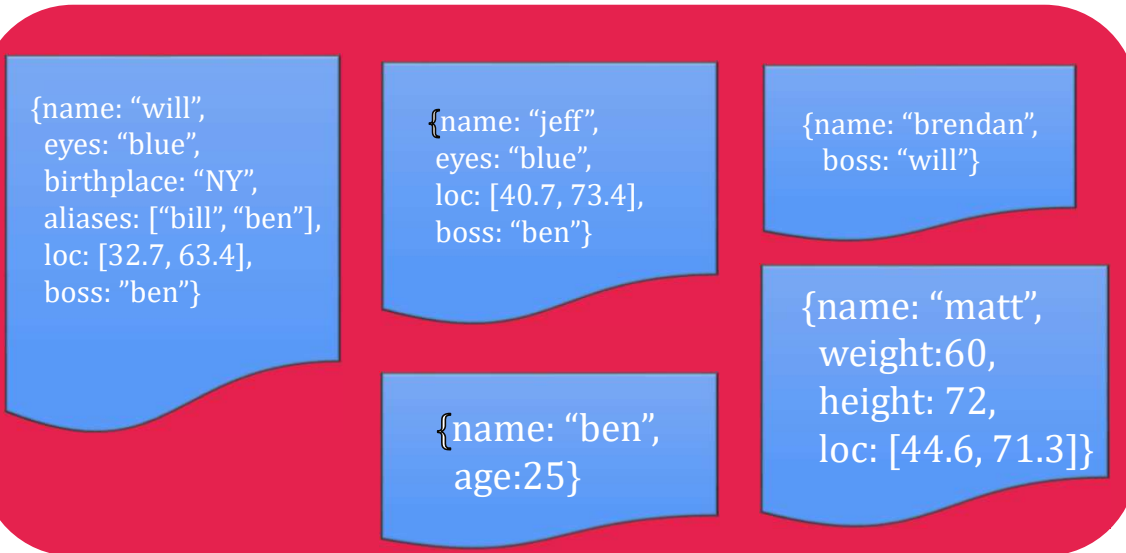 {name: “will”,
eyes: “blue”,
birthplace: “NY”,
aliases: [“bill”, “ben”],
loc: [32.7, 63.4],
boss: ”ben”}
{name: “jeff”,
eyes: “blue”,
loc: [40.7, 73.4],
boss: “ben”}
{name: “brendan”,
boss: “will”}
{name: “ben”,
age:25}
{name: “matt”,
weight:60,
height: 72,
loc: [44.6, 71.3]}